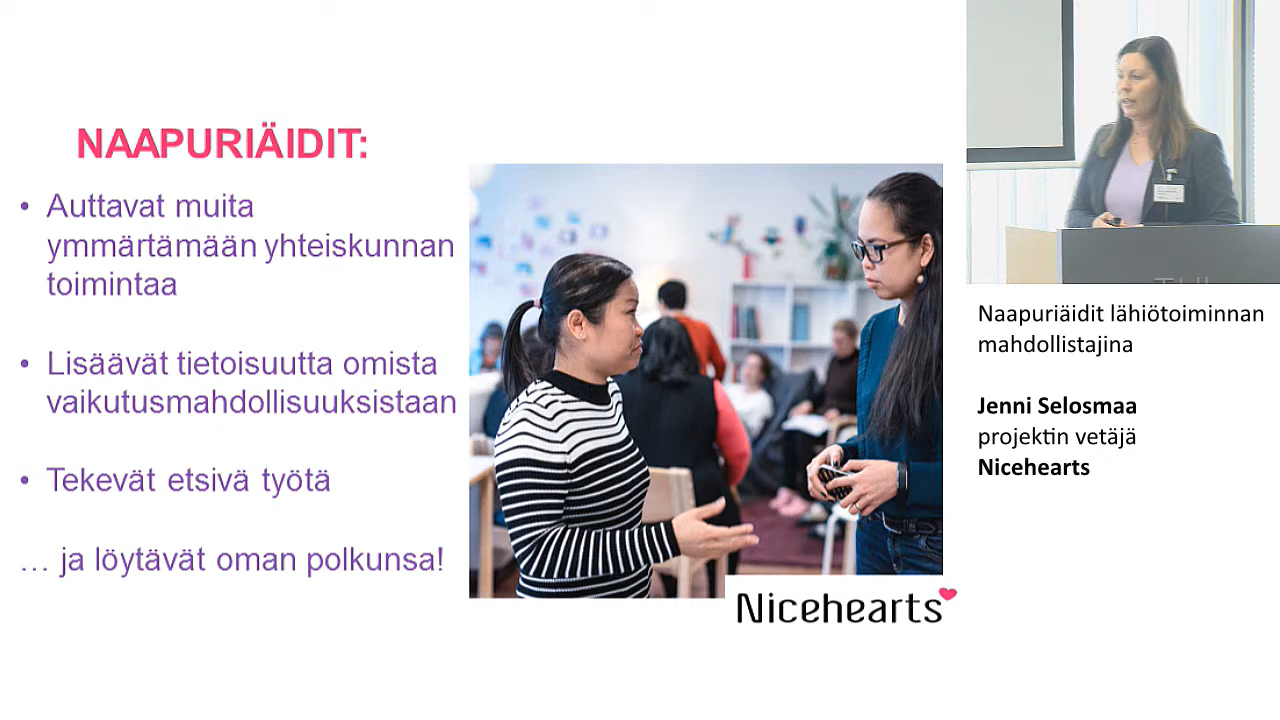 NAAPURIÄIDIT:
• Auttavat muita
ymmärtämään yhteiskunnan
toimintaa
• Lisäävät tietoisuutta omista
vaikutusmahdollisuuksistaan
• Tekevät etsivä työtä
… ja löytävät oman polkunsa!
Nicehearts
Naapuriäidit lähiötoiminnan
mahdollistajina
Jenni Selosmaa
projektin vetäjä
Nicehearts